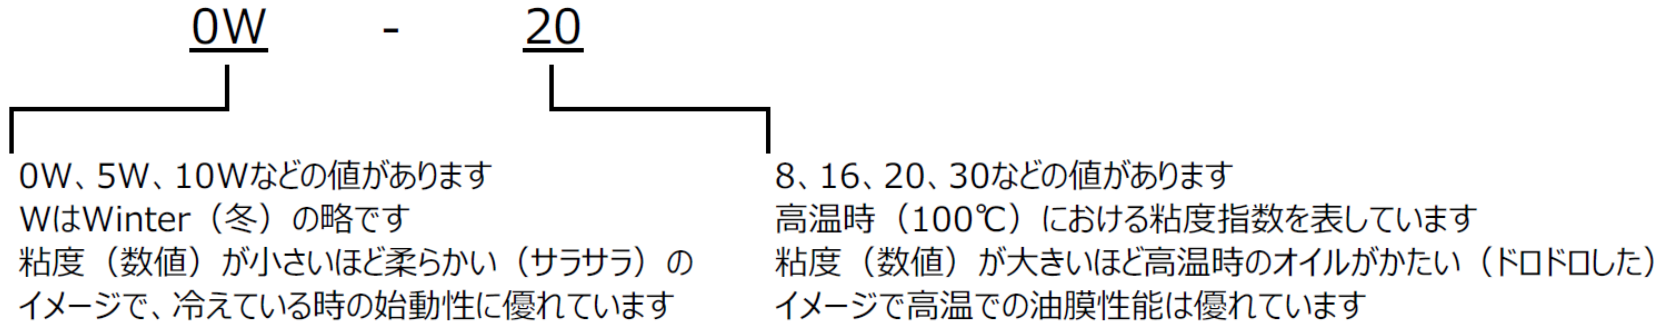 0W - 20
0W、5W、10Wなどの値があります
WはWinter（冬）の略です
粘度（数値）が小さいほど柔らかい（サラサラ）の
イメージで、冷えている時の始動性に優れています
8、16、20、30などの値があります
高温時（100℃）における粘度指数を表しています
粘度（数値）が大きいほど高温時のオイルがかたい（ドロドロした）
イメージで高温での油膜性能は優れています